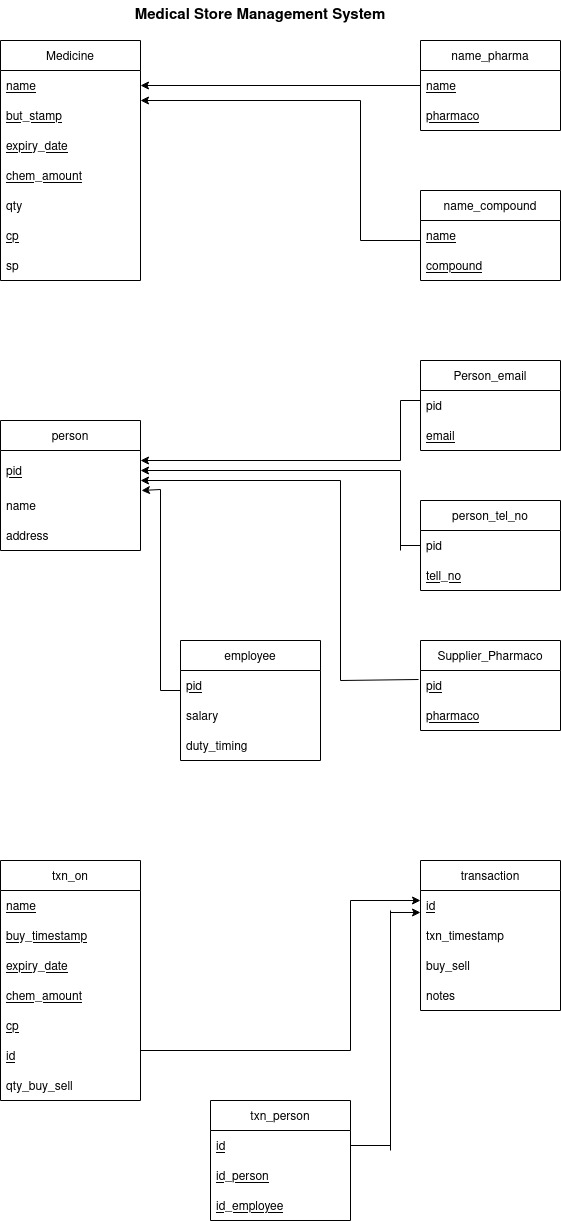 Medical Store Management System
Medicine
name
but_stamp
expiry_date
chem_amount
qty
cp
sp
name_pharma
name
pharmaco
name_compound
name
compound
Person_email
pid
email
person
pid
name
address
person_tel_no
pid
tell_no
employee
pid
salary
duty_timing
Supplier_Pharmaco
pid
pharmaco
txn_on
name
buy_timestamp
expiry_date
chem_amount
cp
id
qty_buy_sell
transaction
id
txn_timestamp
buy_sell
notes
txn_person
id
id_person
id_employee